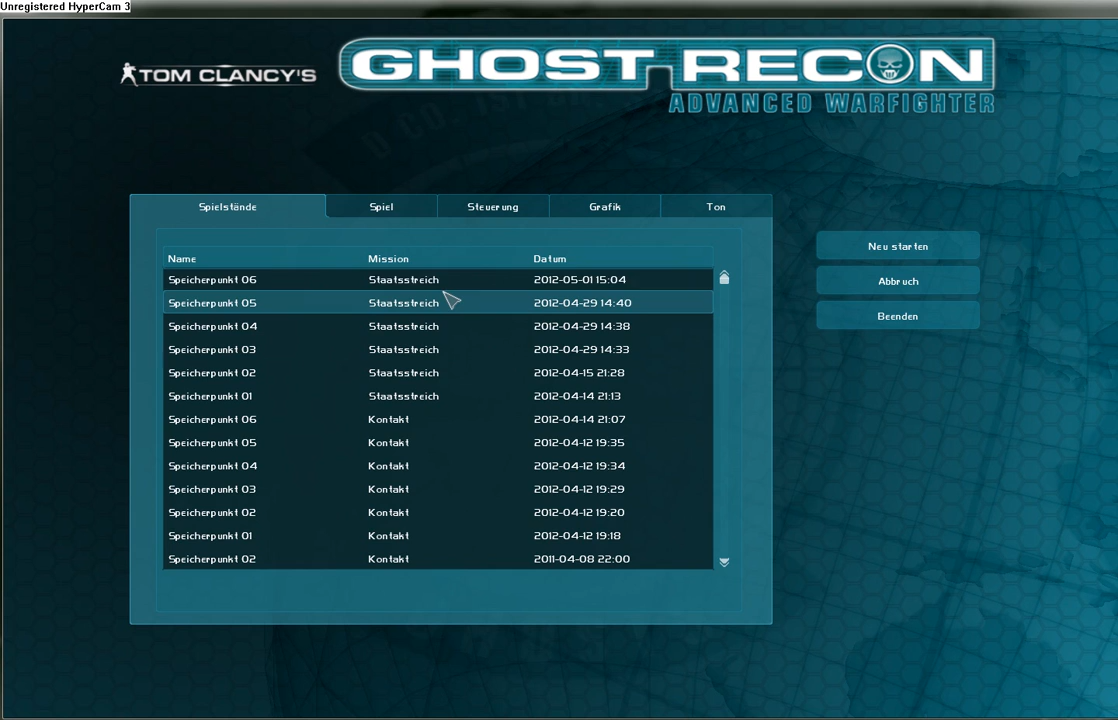 Unregistered HyperCam 3
TOM CLANCY'S GHOST RECON
ADVANCED WARFIGHTER
Spielstände Spiel Steuerung Grafik Ton
Name Mission Datum
Speicherpunkt 06 Staatsstreich 2012-05-01 15:04
Speicherpunkt 05 Staatsstreich 2012-04-29 14:40
Speicherpunkt 04 Staatsstreich 2012-04-29 14:38
Speicherpunkt 03 Staatsstreich 2012-04-29 14:33
Speicherpunkt 02 Staatsstreich 2012-04-15 21:28
Speicherpunkt 01 Staatsstreich 2012-04-14 21:13
Speicherpunkt 06 Kontakt 2012-04-14 21:07
Speicherpunkt 05 Kontakt 2012-04-12 19:35
Speicherpunkt 04 Kontakt 2012-04-12 19:34
Speicherpunkt 03 Kontakt 2012-04-12 19:29
Speicherpunkt 02 Kontakt 2012-04-12 19:20
Speicherpunkt 01 Kontakt 2012-04-12 19:18
Speicherpunkt 02 Kontakt 2011-04-08 22:00
Neu starten
Abbruch
Beenden